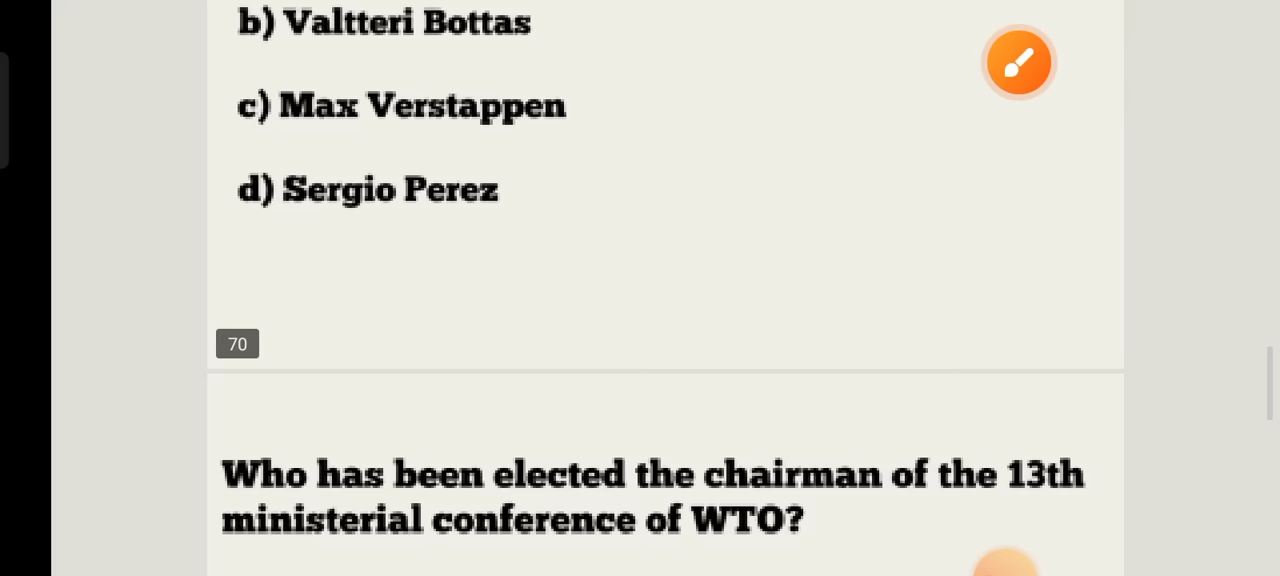 b) Valtteri Bottas
c) Max Verstappen
d) Sergio Perez
70
Who has been elected the chairman of the 13th
ministerial conference of WTO?